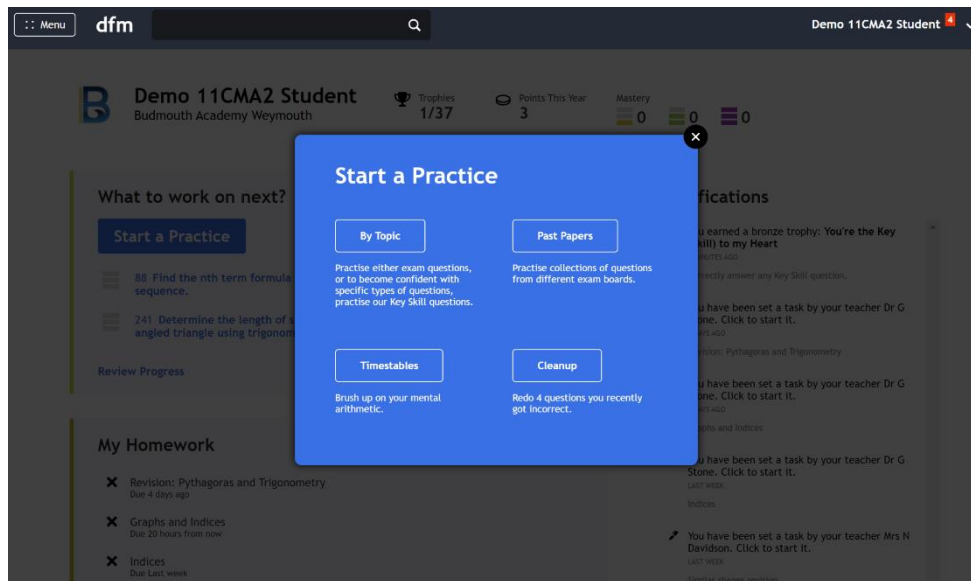 :: Menu
dfm
Demo 11CMA2 Student 4
Demo 11CMA2 Student
Budmouth Academy Weymouth
Trophies
1/37
Points This Year
3
Mastery
0 0 0
What to work on next?
Start a Practice
88 Find the nth term formula
sequence.
241 Determine the length of s
angled triangle using trigonom
Review Progress
My Homework
Revision: Pythagoras and Trigonometry
Due 4 days ago
Graphs and Indices
Due 20 hours from now
Indices
Due Last week
Start a Practice
By Topic
Practise either exam questions,
or to become confident with
specific types of questions,
practise our Key Skill questions.
Past Papers
Practise collections of questions
from different exam boards.
Timestables
Brush up on your mental
arithmetic.
Cleanup
Redo 4 questions you recently
got incorrect.
fications
u earned a bronze trophy: You're the Key
kill) to my Heart
NUTES AGO
rrectly answer any Key Skill question.
u have been set a task by your teacher Dr G
one. Click to start it.
AYS AGO
vision: Pythagoras and Trigonometry
u have been set a task by your teacher Dr G
one. Click to start it.
AYS AGO
aphs and Indices
u have been set a task by your teacher Dr G
Stone. Click to start it.
LAST WEEK
Indices
You have been set a task by your teacher Mrs N
Davidson. Click to start it.
LAST WEEK
Similar shapes revision